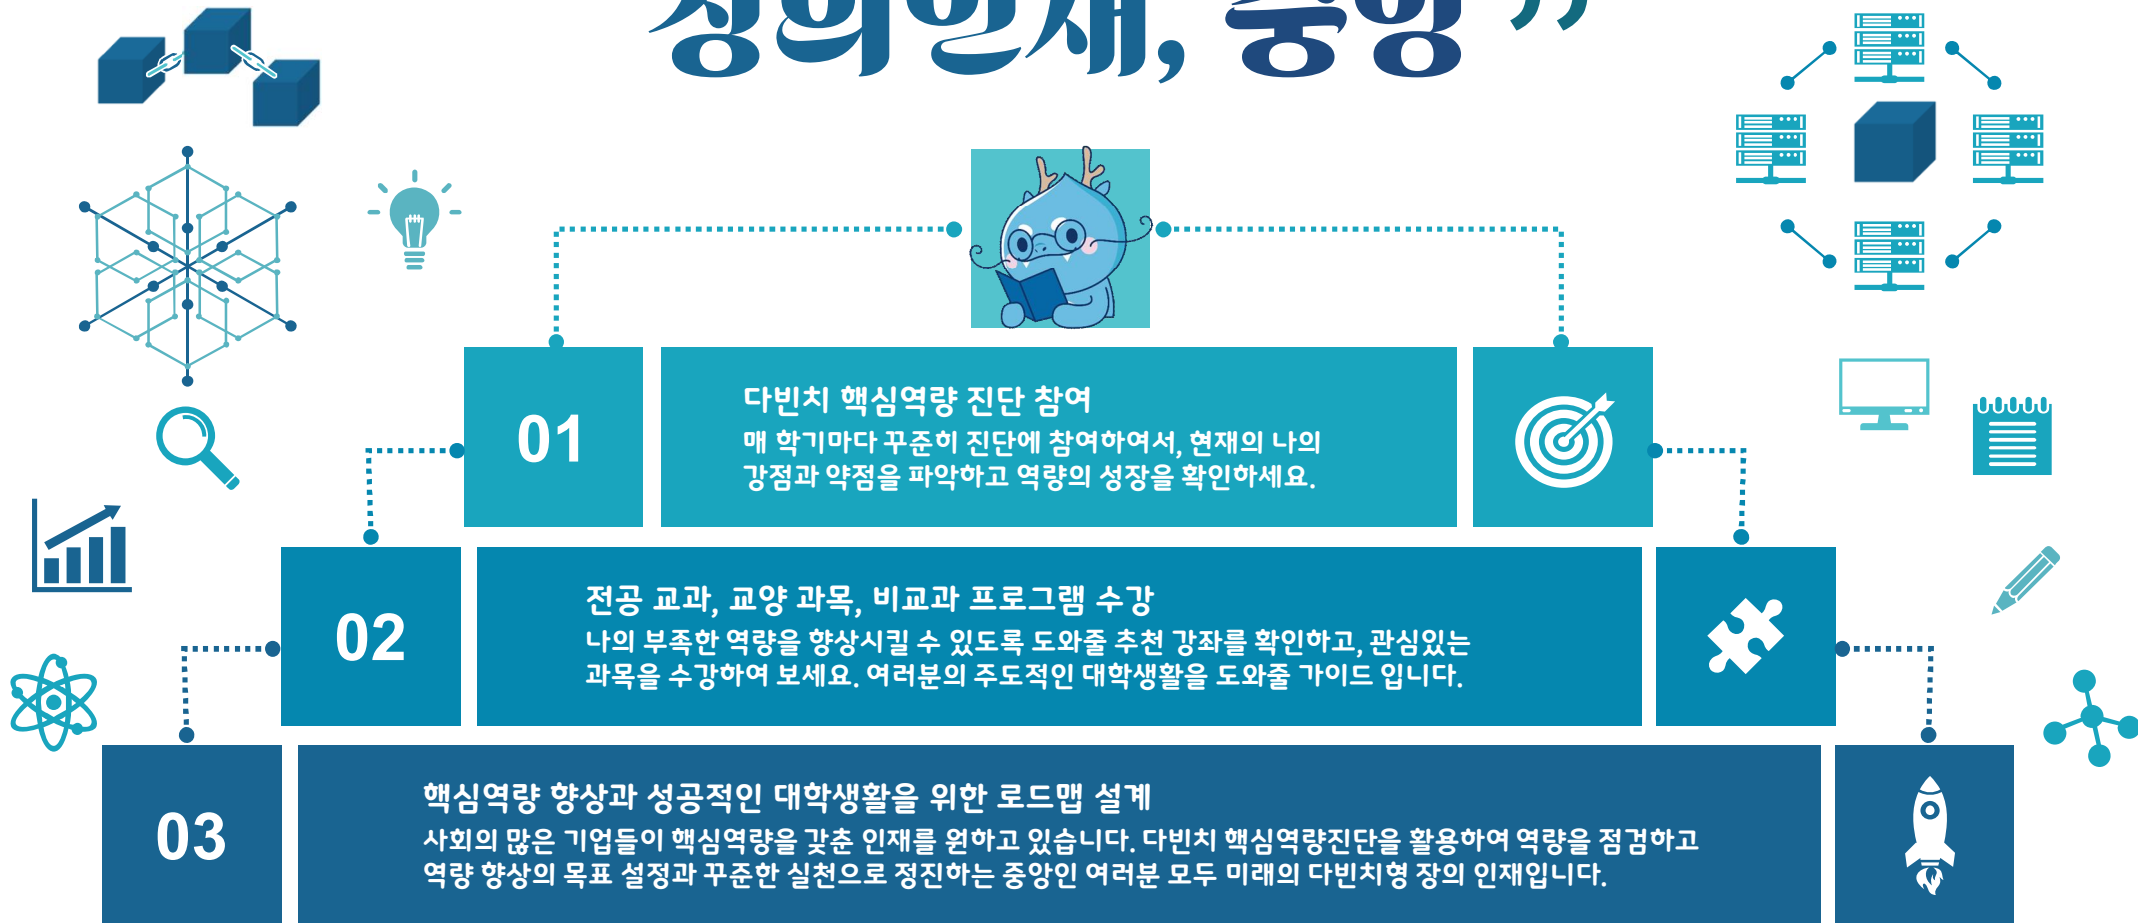 창의인재, 중앙 ”
01
다빈치 핵심역량 진단 참여
매 학기마다 꾸준히 진단에 참여하여서, 현재의 나의
강점과 약점을 파악하고 역량의 성장을 확인하세요.
02
전공 교과, 교양 과목, 비교과 프로그램 수강
나의 부족한 역량을 향상시킬 수 있도록 도와줄 추천 강좌를 확인하고, 관심있는
과목을 수강하여 보세요. 여러분의 주도적인 대학생활을 도와줄 가이드 입니다.
03
핵심역량 향상과 성공적인 대학생활을 위한 로드맵 설계
사회의 많은 기업들이 핵심역량을 갖춘 인재를 원하고 있습니다. 다빈치 핵심역량진단을 활용하여 역량을 점검하고
역량 향상의 목표 설정과 꾸준한 실천으로 정진하는 중앙인 여러분 모두 미래의 다빈치형 장의 인재입니다.